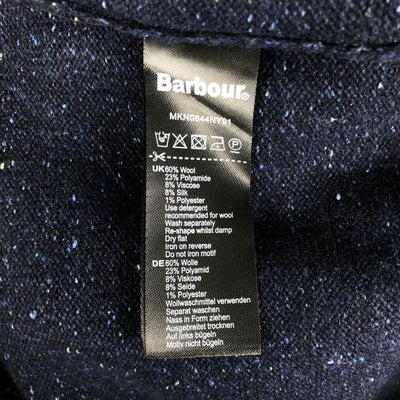 Barbour®
MKN0844NY91
UK 60% Wool
23% Polyamide
8% Viscose
8% Silk
1% Polyester
Use detergent
recommended for wool
Wash separately
Re-shape whilst damp
Dry flat
Iron on reverse
Do not iron motif
DE 60% Wolle
23% Polyamid
8% Viskose
8% Seide
1% Polyester
Wollwaschmittel verwenden
Separat waschen
Nass in Form ziehen
Ausgebreitet trocknen
Auf links bügeln
Motiv nicht bügeln